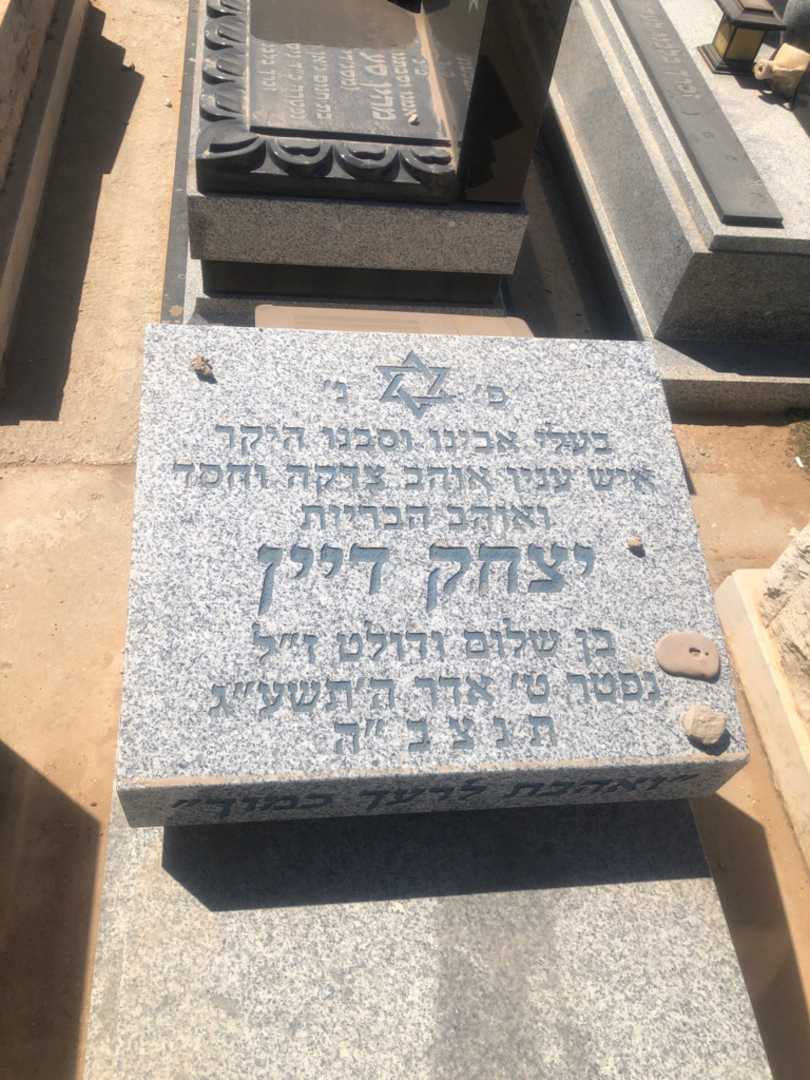 פ' נ'
בעלי אבינו וסבנו היקר
איש עניו אוהב צדקה וחסד
ואוהב הבריות
יצחק דיין
בן שלום ודולט ז״ל
נפטר ט' אדר ה'תשע״ג
ת נ צ ב ״ה
״ואהבת לרעך כמוך״